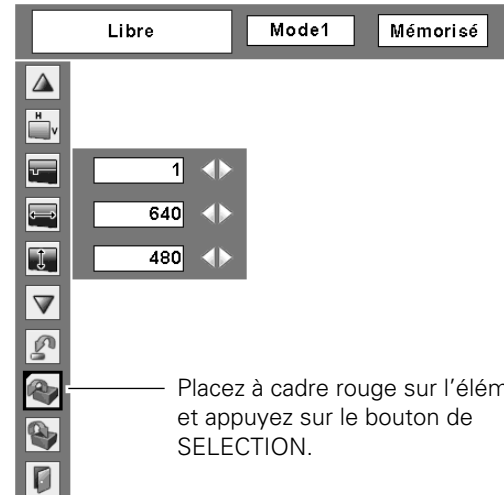 Libre Mode1 Mémorisé
H
V
1
640
480
Placez à cadre rouge sur l'élém
et appuyez sur le bouton de
SELECTION.